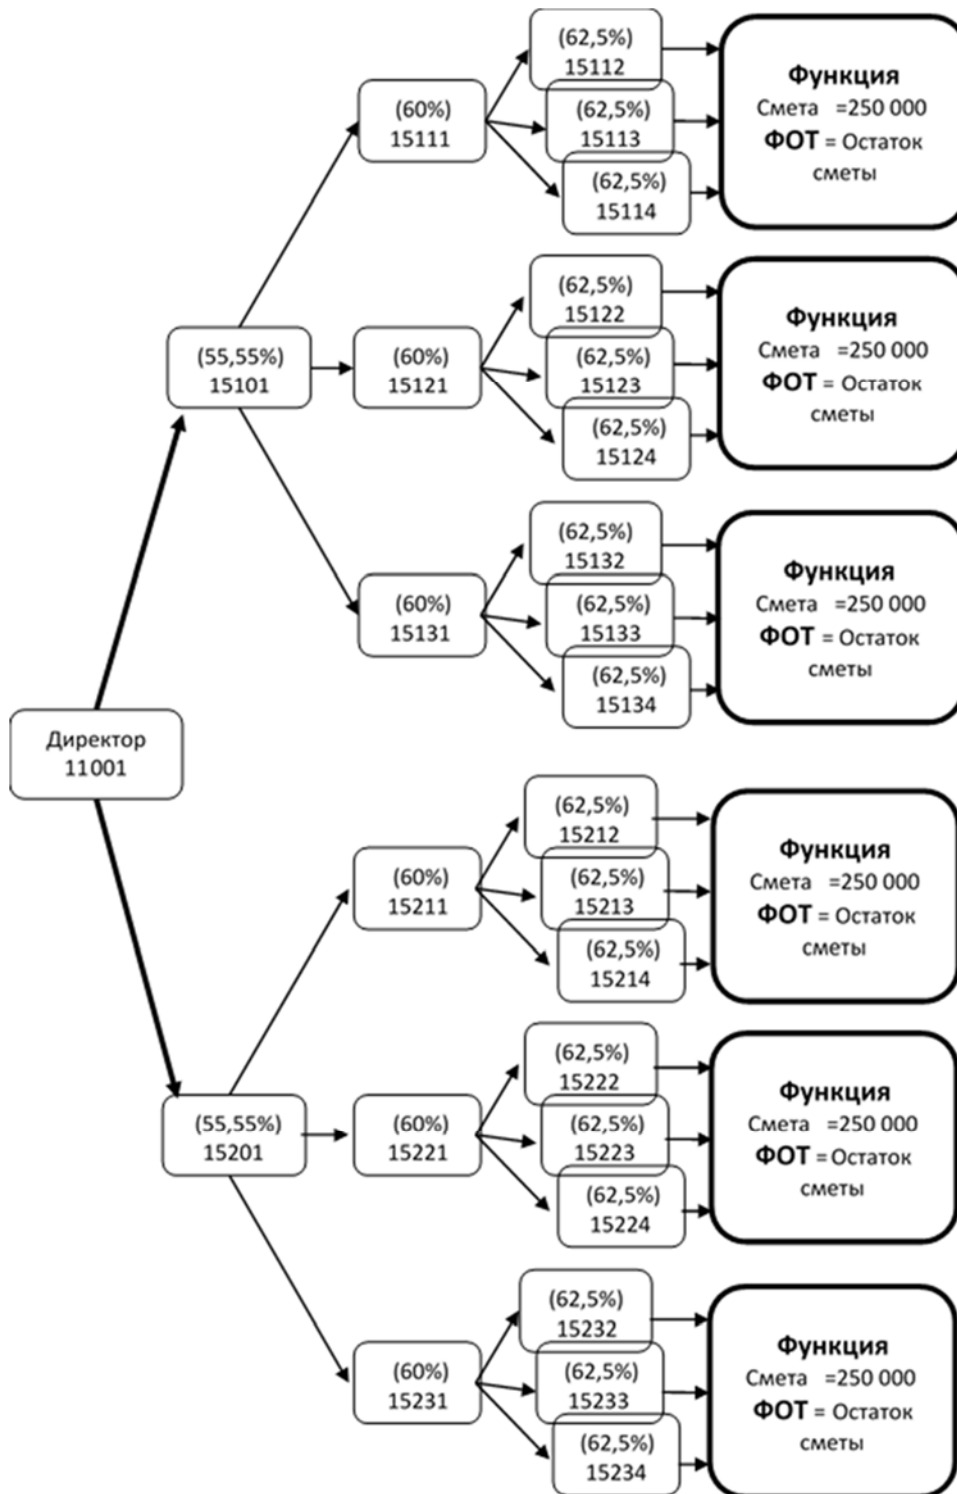 (62,5%)
15112
(60%)
15111
(62,5%)
15113
(62,5%)
15114
Функция
Смета =250 000
ФОТ = Остаток
сметы
(55,55%)
15101
(60%)
15121
(62,5%)
15122
(62,5%)
15123
(62,5%)
15124
Функция
Смета =250 000
ФОТ = Остаток
сметы
(60%)
15131
(62,5%)
15132
(62,5%)
15133
(62,5%)
15134
Функция
Смета =250 000
ФОТ = Остаток
сметы
Директор
11001
(60%)
15211
(62,5%)
15212
(62,5%)
15213
(62,5%)
15214
Функция
Смета =250 000
ФОТ = Остаток
сметы
(55,55%)
15201
(60%)
15221
(62,5%)
15222
(62,5%)
15223
(62,5%)
15224
Функция
Смета =250 000
ФОТ = Остаток
сметы
(60%)
15231
(62,5%)
15232
(62,5%)
15233
(62,5%)
15234
Функция
Смета =250 000
ФОТ = Остаток
сметы